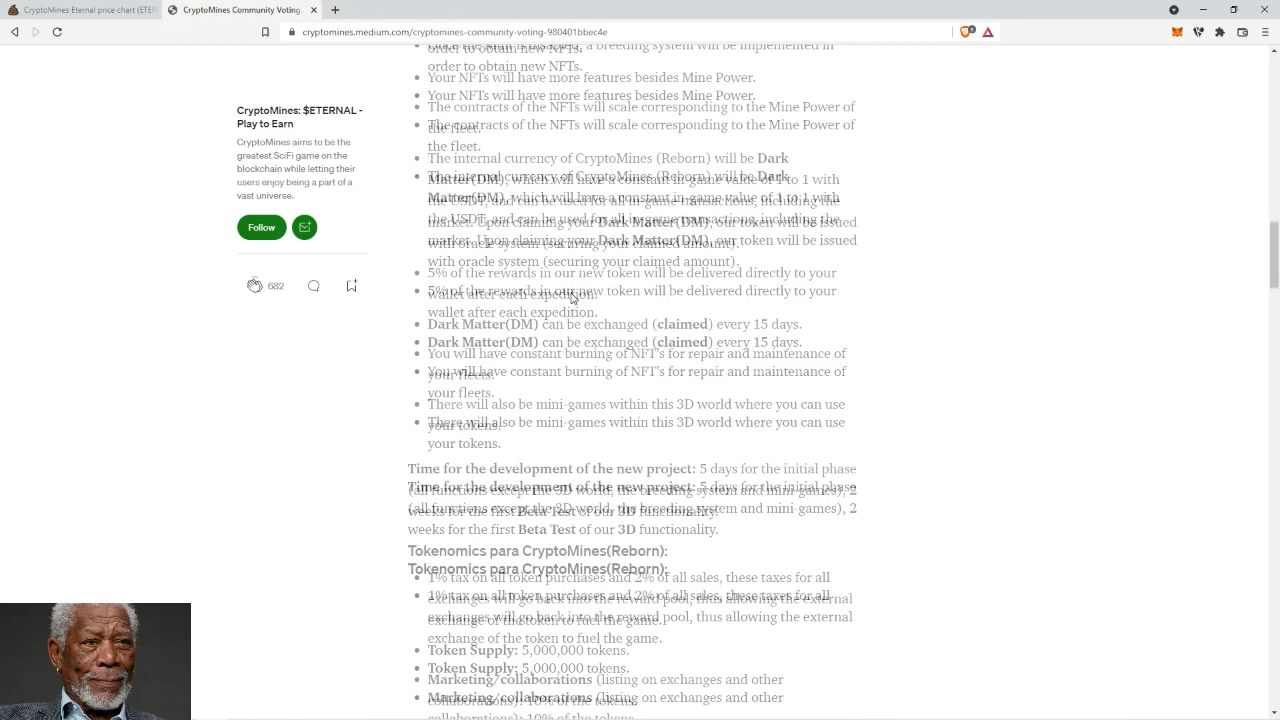 CryptoMines Eternal price chart (ETER
CryptoMines Community Voting.
cryptomines.medium.com/cryptomines-community-voting-980401bbec4e
CryptoMines: $ETERNAL -
Play to Earn
CryptoMines aims to be the
greatest SciFi game on the
blockchain while letting their
users enjoy being a part of a
vast universe.
Follow
682
a breeding system will be implemented in
order to obtain new NFTs.
Your NFTs will have more features besides Mine Power.
The contracts of the NFTs will scale corresponding to the Mine Power of
the fleet.
The internal currency of CryptoMines (Reborn) will be Dark
Matter(DM), which will have a constant in-game value of 1 to 1 with
the USDT, and can be used for all in-game transactions, including the
market. Upon claiming your Dark Matter(DM), our token will be issued
with oracle system (securing your claimed amount).
5% of the rewards in our new token will be delivered directly to your
wallet after each expedition.
Dark Matter(DM) can be exchanged (claimed) every 15 days.
You will have constant burning of NFT's for repair and maintenance of
your fleets.
There will also be mini-games within this 3D world where you can use
your tokens.
Time for the development of the new project: 5 days for the initial phase
(all functions except the 3D world, the breeding system and mini-games), 2
weeks for the first Beta Test of our 3D functionality.
Tokenomics para CryptoMines(Reborn):
1% tax on all token purchases and 2% of all sales, these taxes for all
exchanges will go back into the reward pool, thus allowing the external
exchange of the token to fuel the game.
Token Supply: 5,000,000 tokens.
Marketing/collaborations (listing on exchanges and other
collaborations): 10% of the tokens.